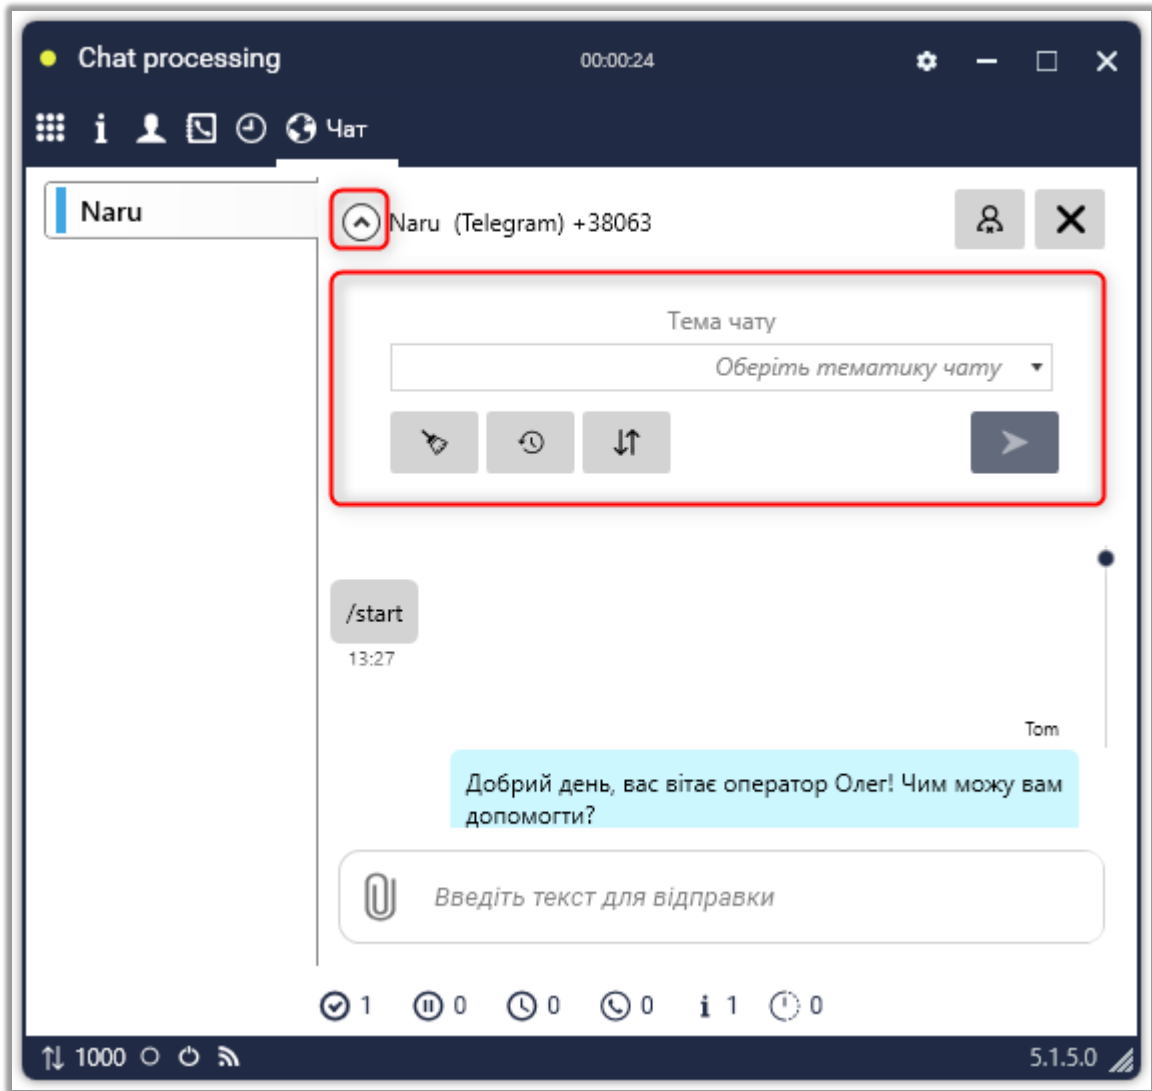 Chat processing
00:00:24
Чат
Naru
Naru (Telegram) +38063
Тема чату
Оберіть тематику чату
/start
13:27
Tom
Добрий день, вас вітає оператор Олег! Чим можу вам
допомогти?
Введіть текст для відправки
1 0 0 0 i 1 0
1000
5.1.5.0